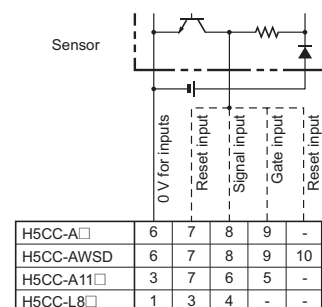 Sensor
0 V for inputs
Reset input
Signal input
Gate input
Reset input
H5CC-A□ 6 7 8 9 -
H5CC-AWSD 6 7 8 9 10
H5CC-A11□ 3 7 6 5 -
H5CC-L8□ 1 3 4 - -